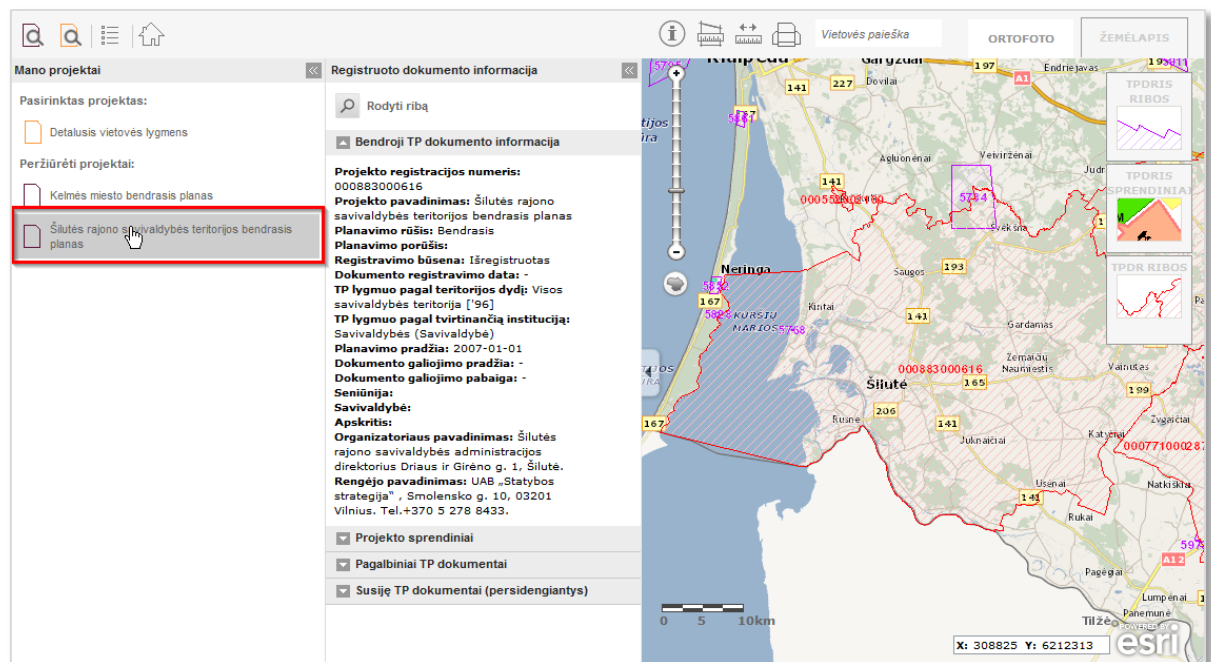 Vietovės paieška
ORTOFOTO
ŽEMĖLAPIS
Mano projektai
Pasirinktas projektas:
Detalusis vietovės lygmens
Peržiūrėti projektai:
Kelmės miesto bendrasis planas
Šilutės rajono savivaldybės teritorijos bendrasis
planas
Registruoto dokumento informacija
Rodyti ribą
Bendroji TP dokumento informacija
Projekto registracijos numeris:
000883000616
Projekto pavadinimas: Šilutės rajono
savivaldybės teritorijos bendrasis planas
Planavimo rūšis: Bendrasis
Planavimo porūšis:
Registravimo būsena: Išregistruotas
Dokumento registravimo data: -
TP lygmuo pagal teritorijos dydį: Visos
savivaldybės teritorija ['96]
TP lygmuo pagal tvirtinančią instituciją:
Savivaldybės (Savivaldybė)
Planavimo pradžia: 2007-01-01
Dokumento galiojimo pradžia: -
Dokumento galiojimo pabaiga: -
Seniūnija:
Savivaldybė:
Apskritis:
Organizatoriaus pavadinimas: Šilutės
rajono savivaldybės administracijos
direktorius Driaus ir Girėno g. 1, Šilutė.
Rengėjo pavadinimas: UAB „Statybos
strategija" , Smolensko g. 10, 03201
Vilnius. Tel.+370 5 278 8433.
Projekto sprendiniai
Pagalbiniai TP dokumentai
Susiję TP dokumentai (persidengiantys)
Klaipėda
Gargždai
197
Endriejavas
A1
141
227
Dovilai
TPDRIS
RIBOS
Agluonėnai
Veiviržėnai
141
5784
TPDRIS
SPRENDINIAI
Švėkšna
Neringa
Saugos
193
TPDR RIBOS
167
KURŠIŲ
MARIOS
5768
Kintai
141
Gardamas
Žemaičių
Naumiestis
000883000616
Šilutė
165
Vainutas
199
167
Rusnė
206
141
Juknaičiai
Žygaičiai
Katyčiai
000771000287
Usėnai
141
Natkiškiai
Rukai
A12
Pagėgiai
Lumpėnai
Panemunė
Tilžė
0 5 10km
X: 308825 Y: 6212313
POWERED BY
esri